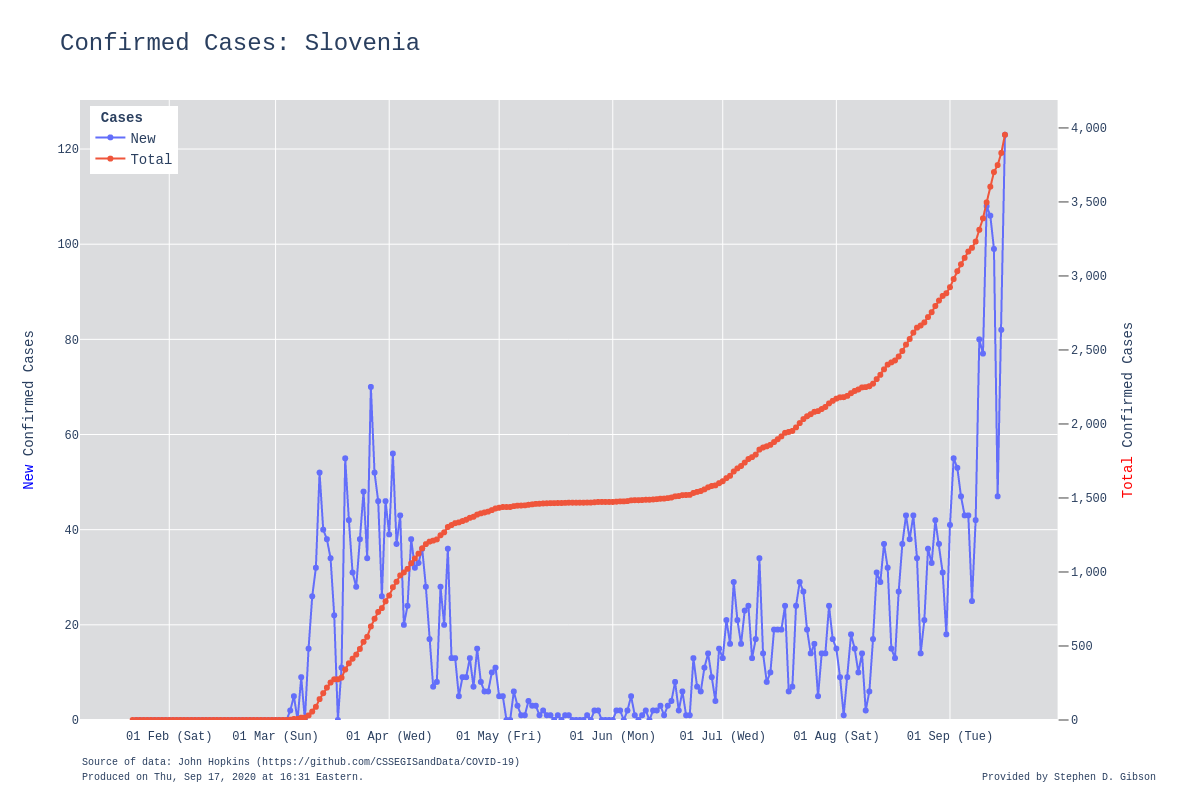 Confirmed Cases: Slovenia
Cases
New
Total
120
100
80
60
40
20
0
4,000
3,500
3,000
2,500
2,000
1,500
1,000
500
0
New Confirmed Cases
Total Confirmed Cases
01 Feb (Sat) 01 Mar (Sun) 01 Apr (Wed) 01 May (Fri) 01 Jun (Mon) 01 Jul (Wed) 01 Aug (Sat) 01 Sep (Tue)
Source of data: John Hopkins (https://github.com/CSSEGISandData/COVID-19)
Produced on Thu, Sep 17, 2020 at 16:31 Eastern.
Provided by Stephen D. Gibson